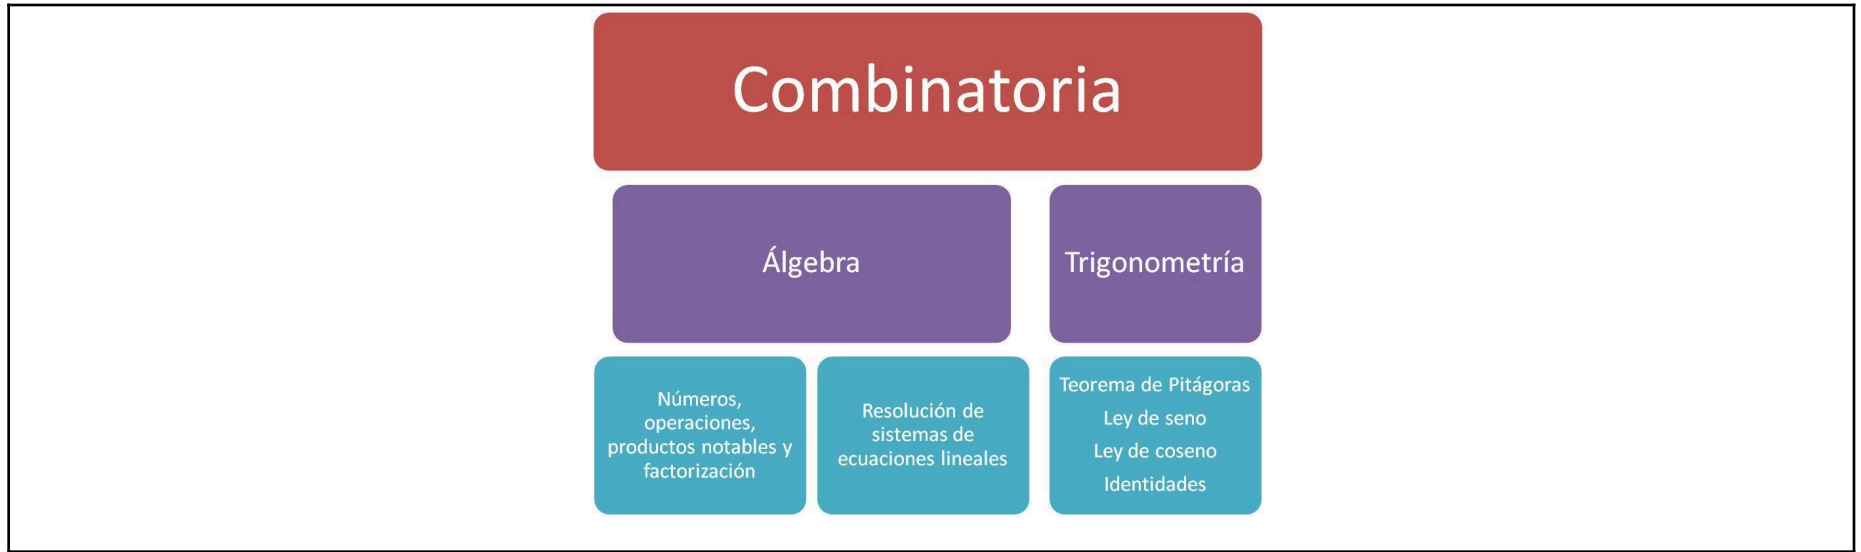 Combinatoria
Álgebra
Trigonometría
Números,
operaciones,
productos notables y
factorización
Resolución de
sistemas de
ecuaciones lineales
Teorema de Pitágoras
Ley de seno
Ley de coseno
Identidades